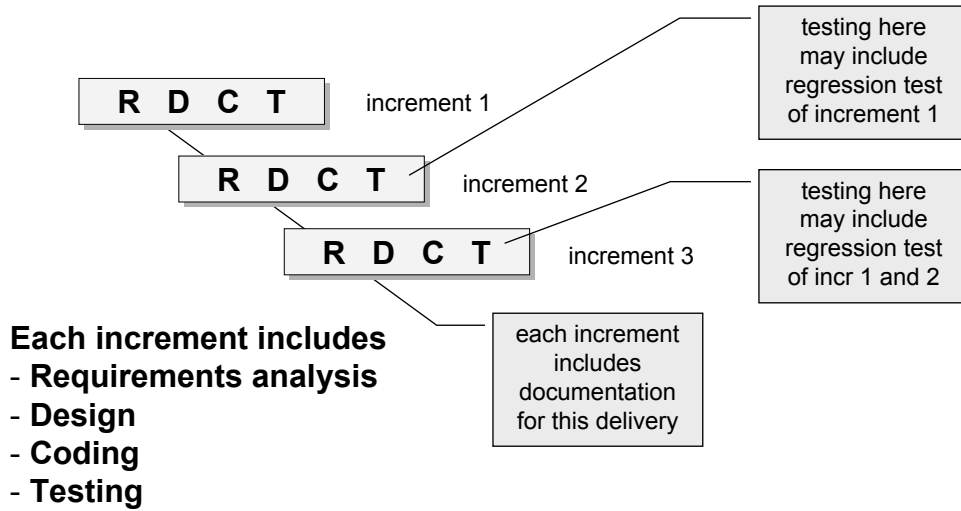 testing here
may include
regression test
of increment 1
R D C T
increment 1
R D C T
increment 2
testing here
may include
regression test
of incr 1 and 2
R D C T
increment 3
each increment
includes
documentation
for this delivery
Each increment includes
- Requirements analysis
- Design
- Coding
- Testing